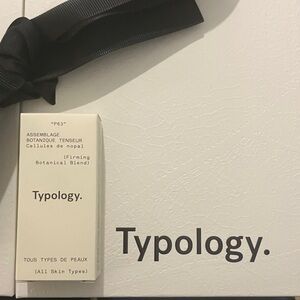 "P63"
ASSEMBLAGE
BOTANIQUE TENSEUR
Cellules de nopal
(Firming
Botanical Blend)
Typology.
TOUS TYPES DE PEAUX
(All Skin Types)
Typology.